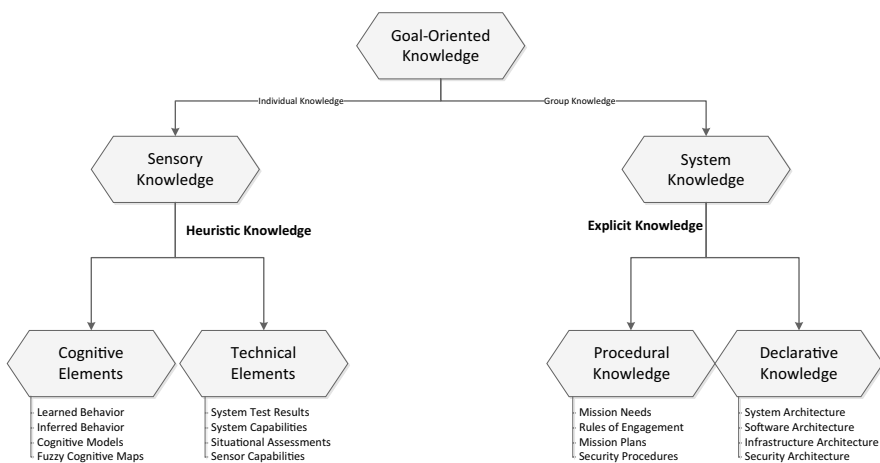 Goal-Oriented
Knowledge
Individual Knowledge
Group Knowledge
Sensory
Knowledge
System
Knowledge
Heuristic Knowledge
Explicit Knowledge
Cognitive
Elements
Technical
Elements
Procedural
Knowledge
Declarative
Knowledge
Learned Behavior
Inferred Behavior
Cognitive Models
Fuzzy Cognitive Maps
System Test Results
System Capabilities
Situational Assessments
Sensor Capabilities
Mission Needs
Rules of Engagement
Mission Plans
Security Procedures
System Architecture
Software Architecture
Infrastructure Architecture
Security Architecture